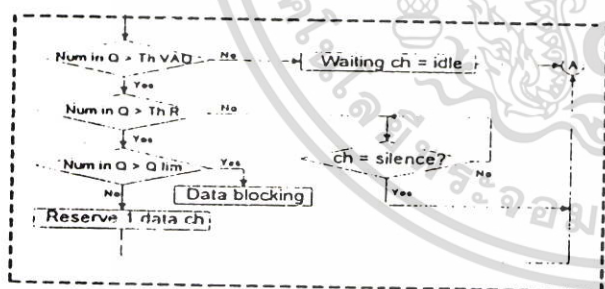 Num in Q > Th VAD
No
Waiting ch = idle
A
Yes
Num in Q > Th R
No
Yes
Num in Q > Q lim
Yes
ch = silence?
No
No
Data blocking
Yes
Reserve 1 data ch